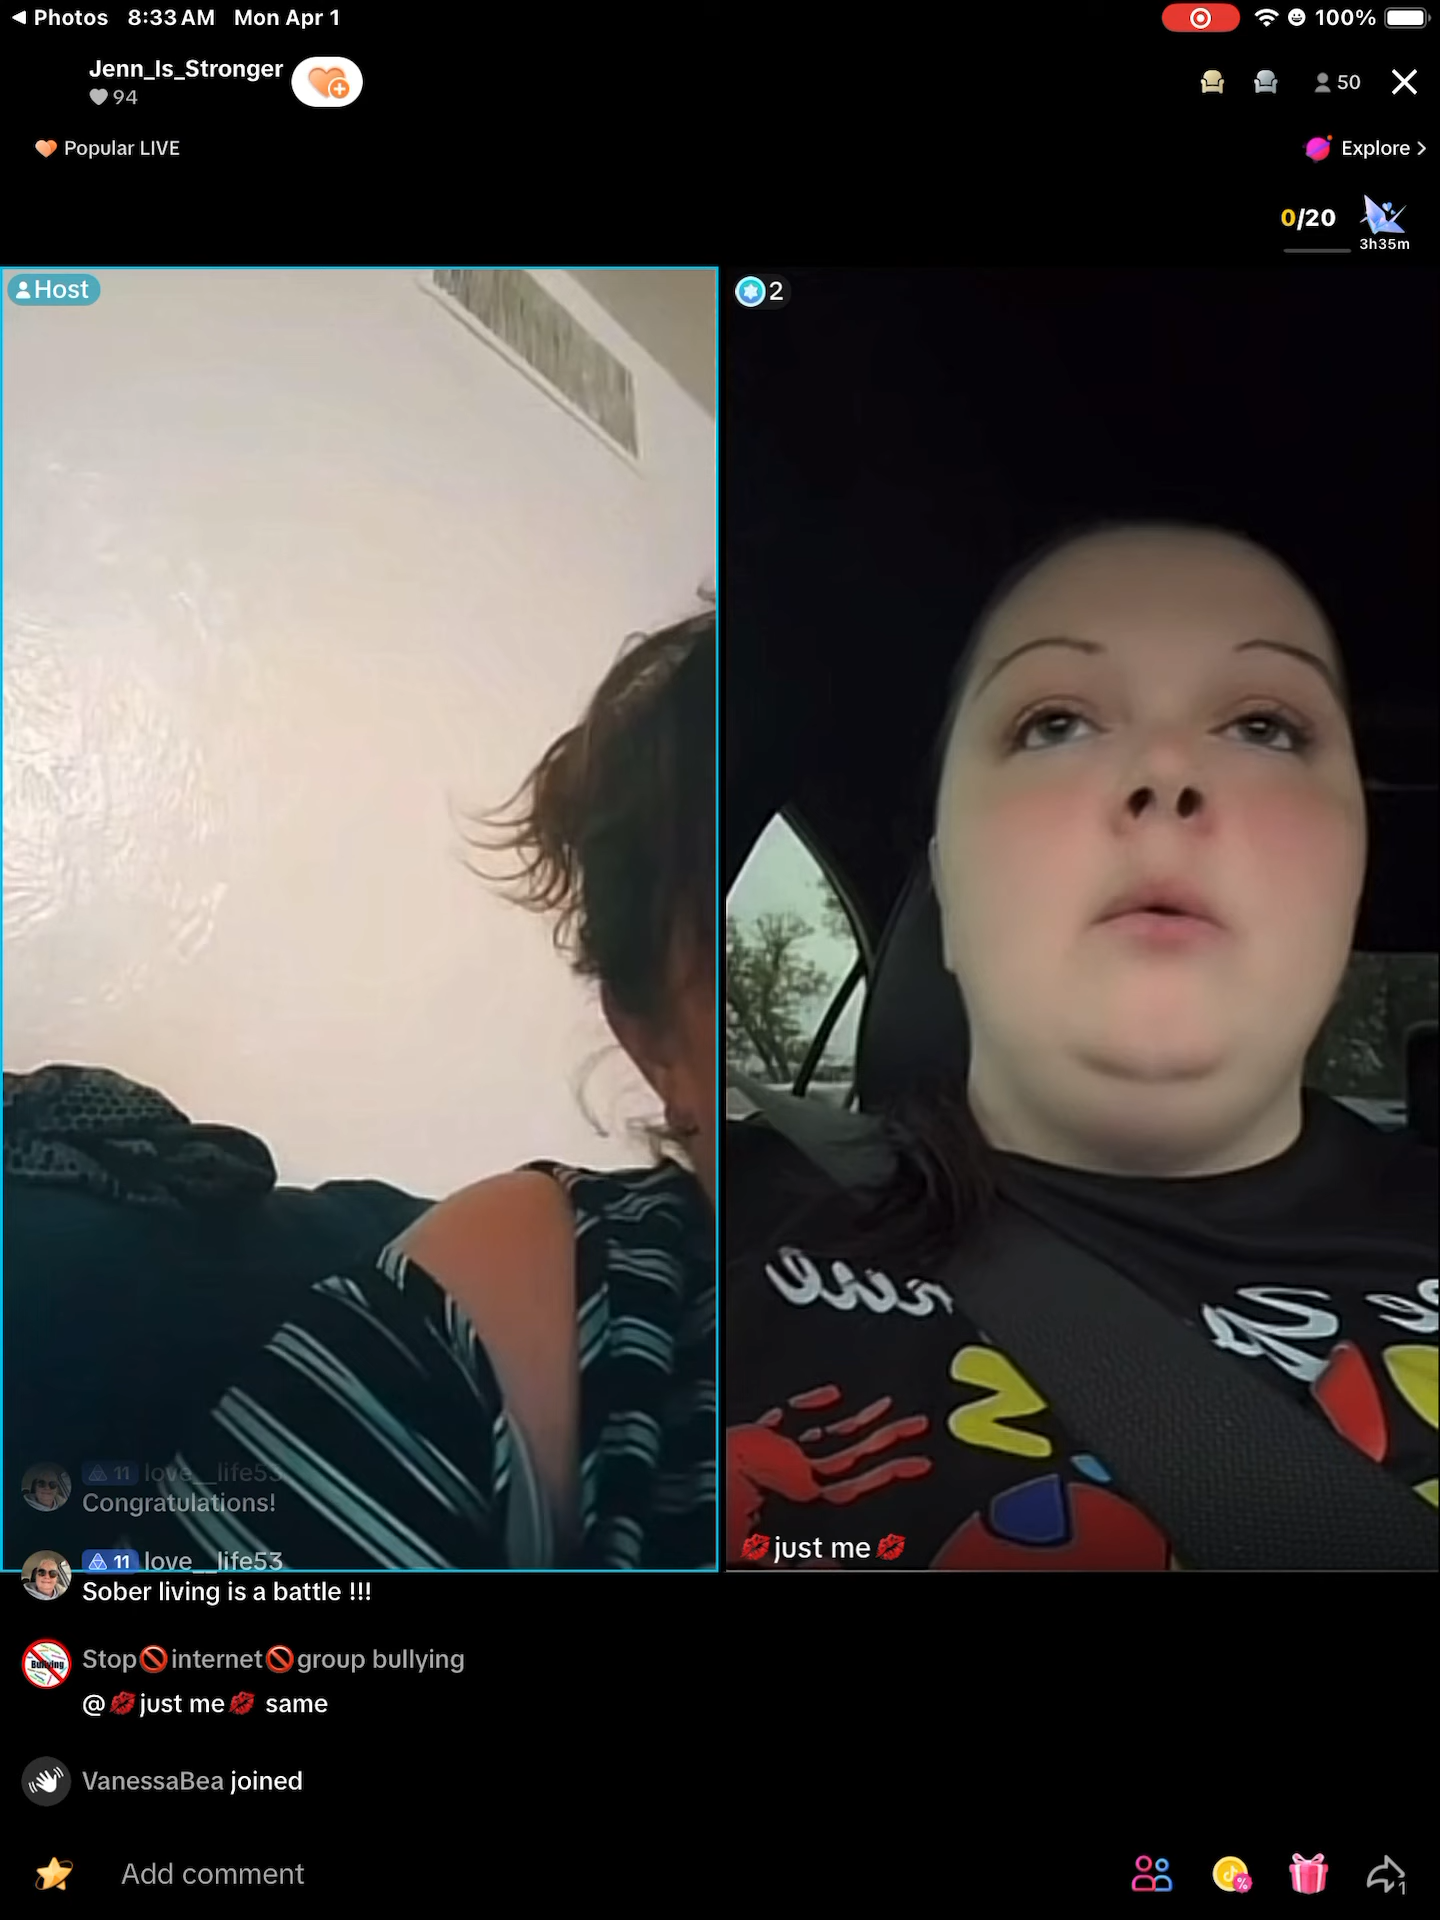 Photos 8:33 AM Mon Apr 1 100%
Jenn_Is_Stronger
94
50
Popular LIVE
Explore
0/20
3h35m
Host
2
💋just me💋
11 love__life53
Congratulations!
11 love__life53
Sober living is a battle !!!
Bullying
Stop🚫internet🚫group bullying
@💋just me💋 same
VanessaBea joined
Add comment
%
1